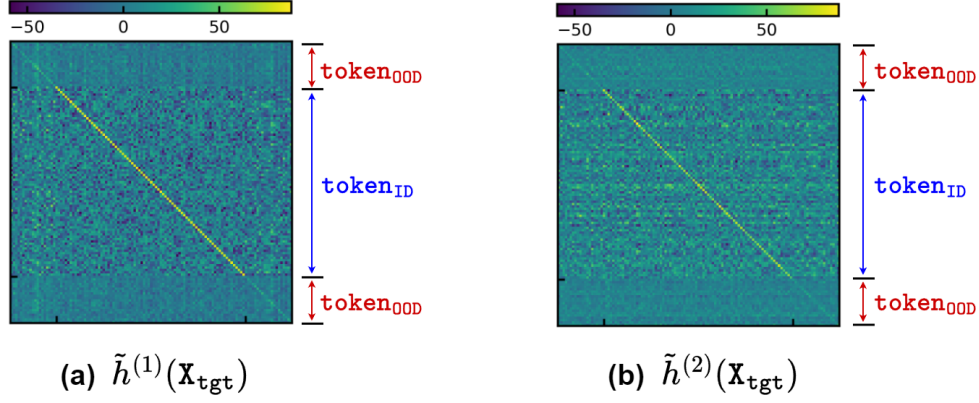 −50 0 50
token_OOD
token_ID
token_OOD
(a) h̃^(1)(X_tgt)
−50 0 50
token_OOD
token_ID
token_OOD
(b) h̃^(2)(X_tgt)